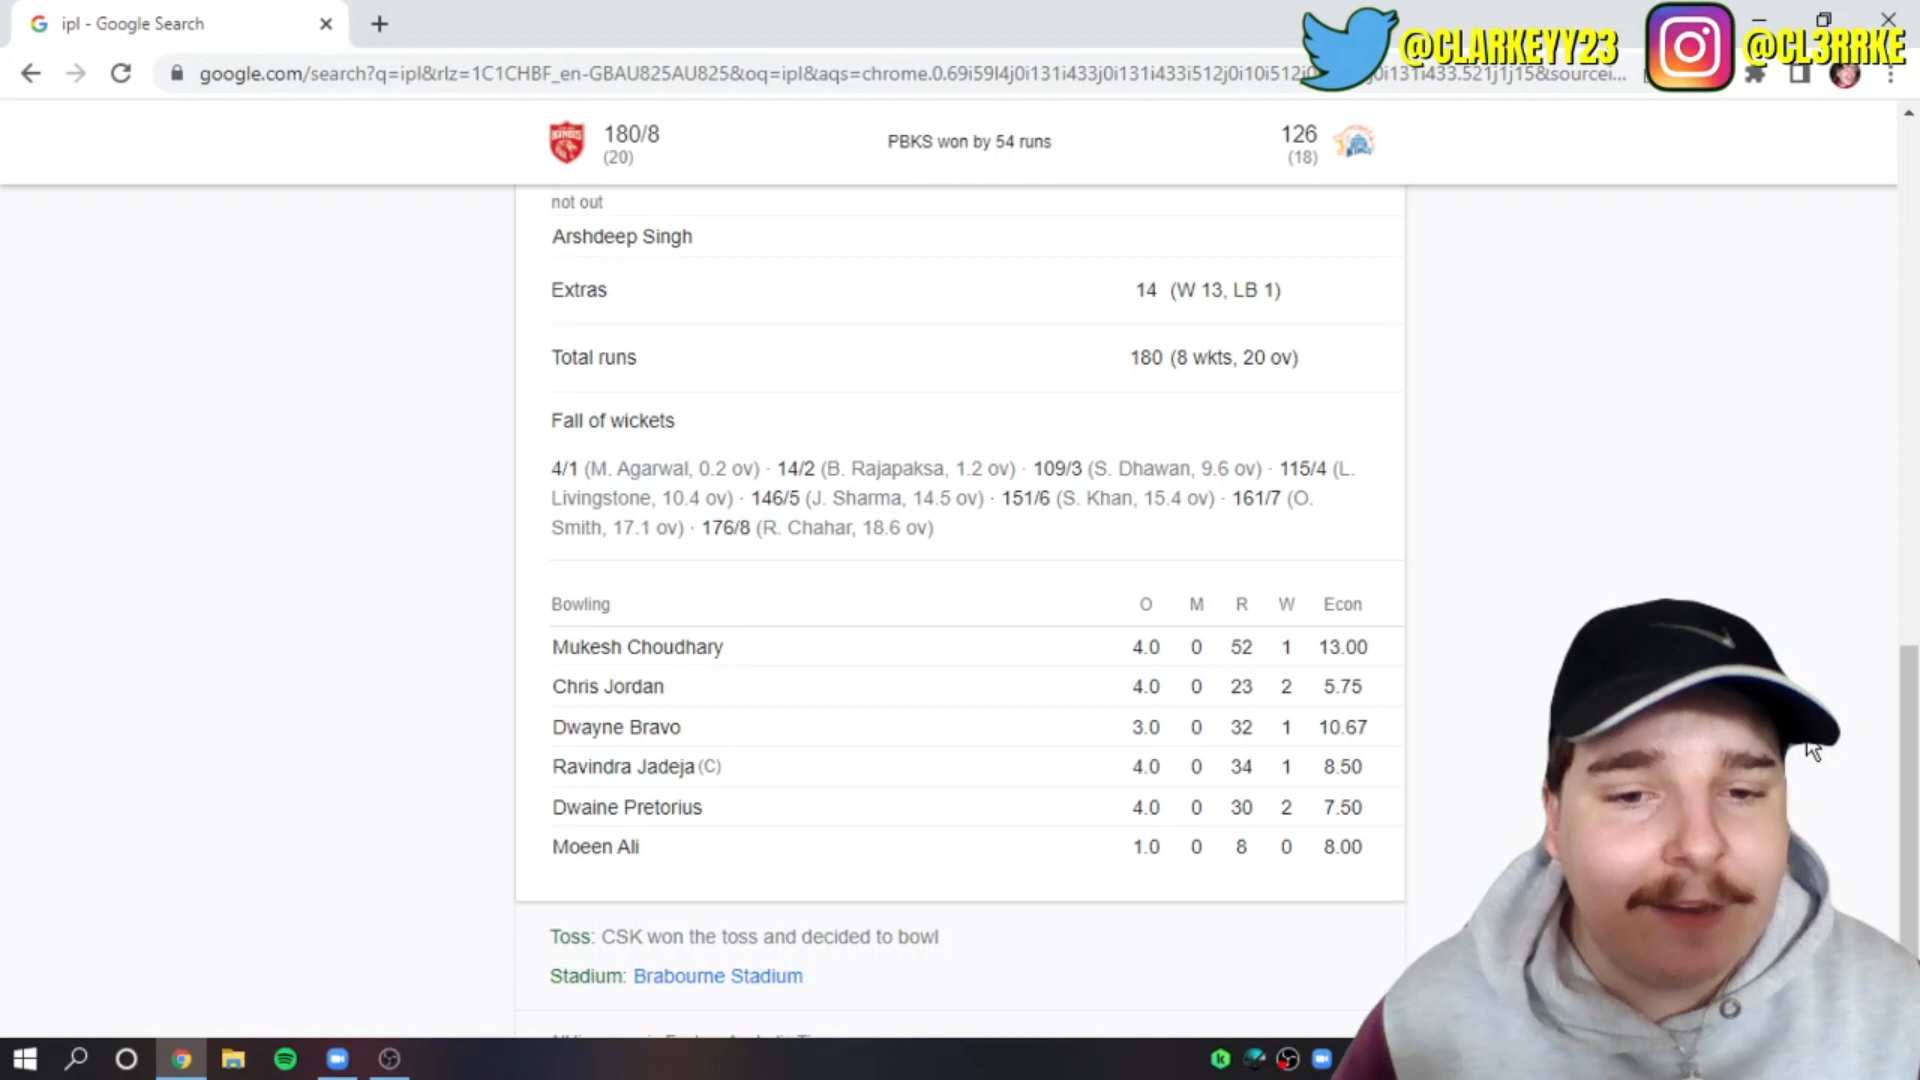 ipl - Google Search
@CLARKEYY23
@CL3RRKE
google.com/search?q=ipl&rlz=1C1CHBF_en-GBAU825AU825&oq=ipl&aqs=chrome.0.69i59l4j0i131i433j0i131i433i512j0i10i512j0
j0i131i433.521j1j15&sourcei...
180/8
(20)
PBKS won by 54 runs
126
(18)
not out
Arshdeep Singh
Extras 14 (W 13, LB 1)
Total runs 180 (8 wkts, 20 ov)
Fall of wickets
4/1 (M. Agarwal, 0.2 ov) · 14/2 (B. Rajapaksa, 1.2 ov) · 109/3 (S. Dhawan, 9.6 ov) · 115/4 (L.
Livingstone, 10.4 ov) · 146/5 (J. Sharma, 14.5 ov) · 151/6 (S. Khan, 15.4 ov) · 161/7 (O.
Smith, 17.1 ov) · 176/8 (R. Chahar, 18.6 ov)
Bowling O M R W Econ
Mukesh Choudhary 4.0 0 52 1 13.00
Chris Jordan 4.0 0 23 2 5.75
Dwayne Bravo 3.0 0 32 1 10.67
Ravindra Jadeja (C) 4.0 0 34 1 8.50
Dwaine Pretorius 4.0 0 30 2 7.50
Moeen Ali 1.0 0 8 0 8.00
Toss: CSK won the toss and decided to bowl
Stadium: Brabourne Stadium